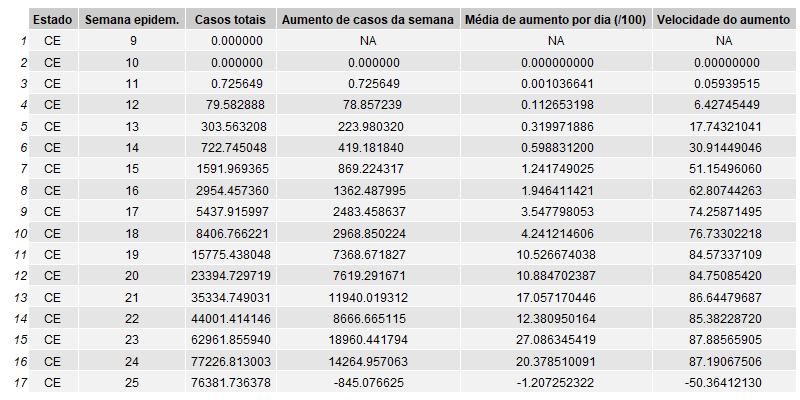 Estado Semana epidem. Casos totais Aumento de casos da semana Média de aumento por dia (/100) Velocidade do aumento
1 CE 9 0.000000 NA NA NA
2 CE 10 0.000000 0.000000 0.000000000 0.00000000
3 CE 11 0.725649 0.725649 0.001036641 0.05939515
4 CE 12 79.582888 78.857239 0.112653198 6.42745449
5 CE 13 303.563208 223.980320 0.319971886 17.74321041
6 CE 14 722.745048 419.181840 0.598831200 30.91449046
7 CE 15 1591.969365 869.224317 1.241749025 51.15496060
8 CE 16 2954.457360 1362.487995 1.946411421 62.80744263
9 CE 17 5437.915997 2483.458637 3.547798053 74.25871495
10 CE 18 8406.766221 2968.850224 4.241214606 76.73302218
11 CE 19 15775.438048 7368.671827 10.526674038 84.57337109
12 CE 20 23394.729719 7619.291671 10.884702387 84.75085420
13 CE 21 35334.749031 11940.019312 17.057170446 86.64479687
14 CE 22 44001.414146 8666.665115 12.380950164 85.38228720
15 CE 23 62961.855940 18960.441794 27.086345419 87.88565905
16 CE 24 77226.813003 14264.957063 20.378510091 87.19067506
17 CE 25 76381.736378 -845.076625 -1.207252322 -50.36412130